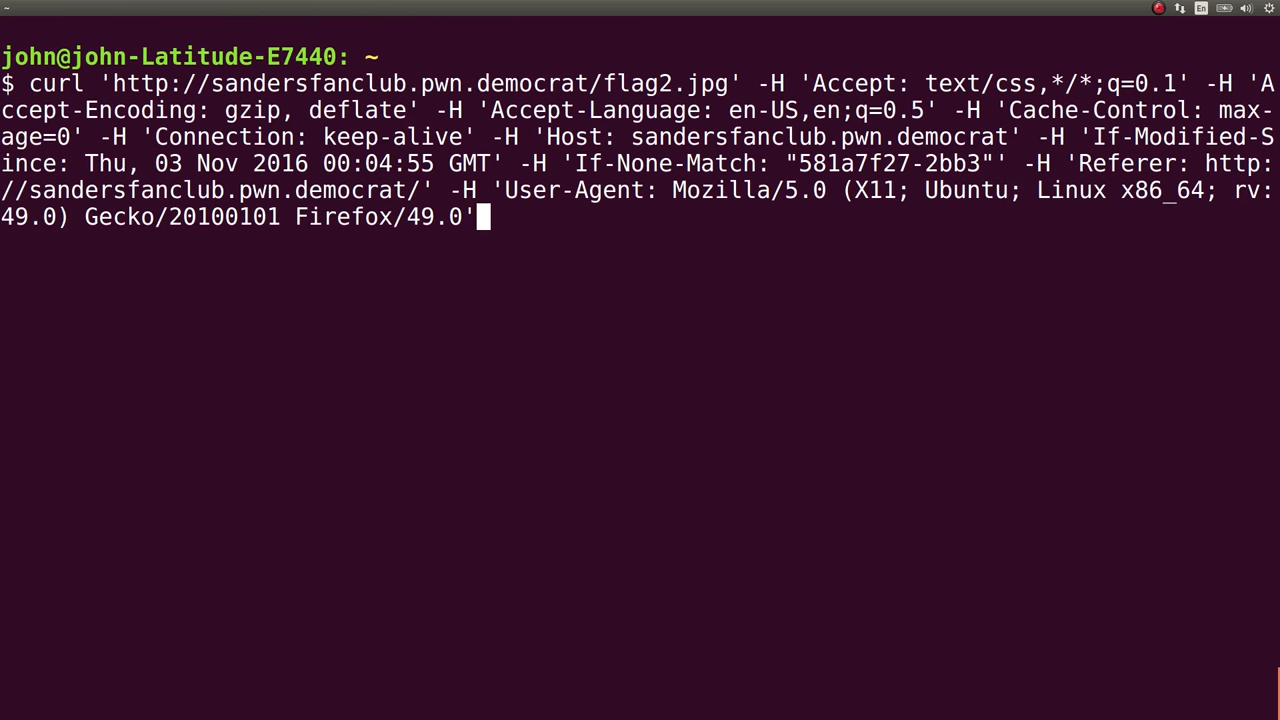 ~
En
john@john-Latitude-E7440: ~
$ curl 'http://sandersfanclub.pwn.democrat/flag2.jpg' -H 'Accept: text/css,*/*;q=0.1' -H 'A
ccept-Encoding: gzip, deflate' -H 'Accept-Language: en-US,en;q=0.5' -H 'Cache-Control: max-
age=0' -H 'Connection: keep-alive' -H 'Host: sandersfanclub.pwn.democrat' -H 'If-Modified-S
ince: Thu, 03 Nov 2016 00:04:55 GMT' -H 'If-None-Match: "581a7f27-2bb3"' -H 'Referer: http:
//sandersfanclub.pwn.democrat/' -H 'User-Agent: Mozilla/5.0 (X11; Ubuntu; Linux x86_64; rv:
49.0) Gecko/20100101 Firefox/49.0'